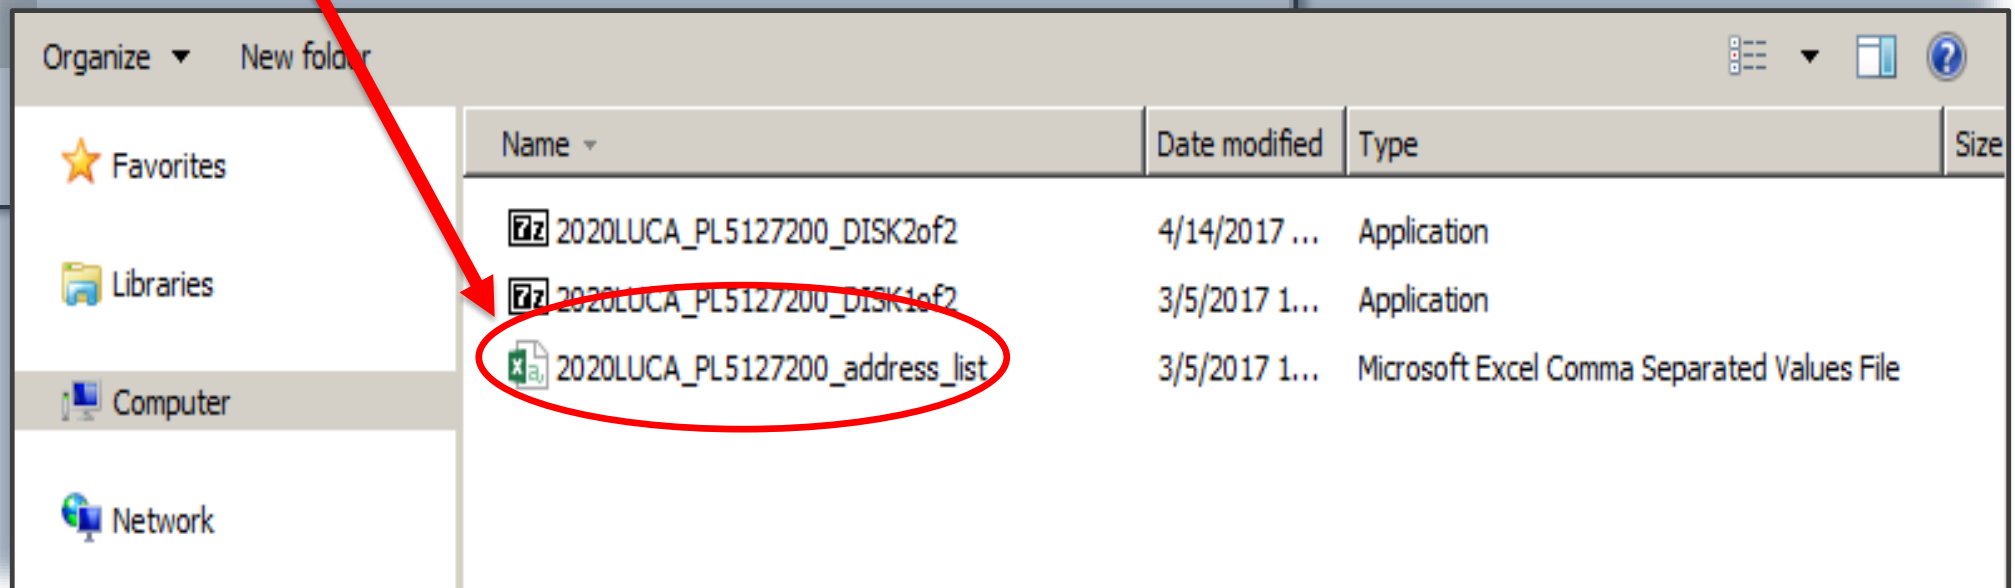 Organize New folder
Name Date modified Type Size
Favorites
2020LUCA_PL5127200_DISK2of2 4/14/2017 ... Application
Libraries
2020LUCA_PL5127200_DISK1of2 3/5/2017 1... Application
2020LUCA_PL5127200_address_list 3/5/2017 1... Microsoft Excel Comma Separated Values File
Computer
Network